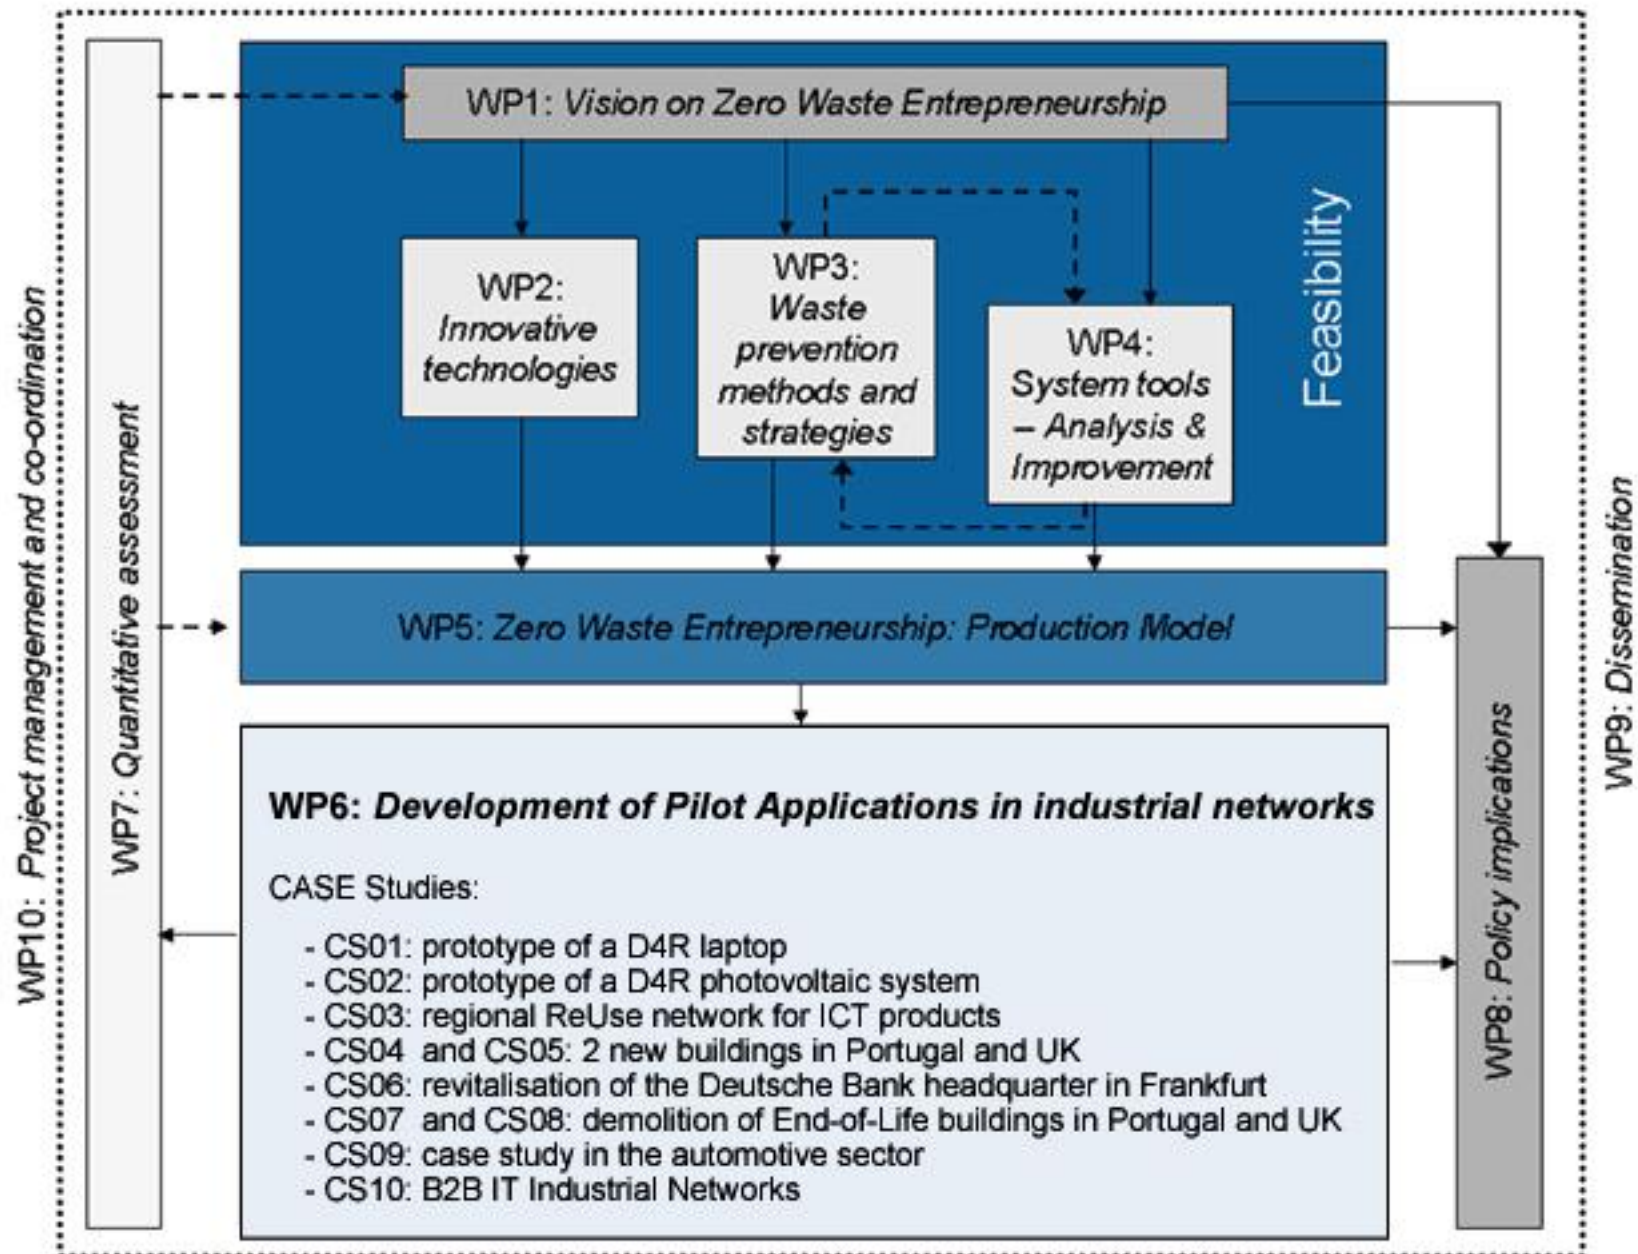 WP10: Project management and co-ordination
WP7: Quantitative assessment
WP1: Vision on Zero Waste Entrepreneurship
WP2:
Innovative
technologies
WP3:
Waste
prevention
methods and
strategies
WP4:
System tools
– Analysis &
Improvement
Feasibility
WP5: Zero Waste Entrepreneurship: Production Model
WP6: Development of Pilot Applications in industrial networks
CASE Studies:
- CS01: prototype of a D4R laptop
- CS02: prototype of a D4R photovoltaic system
- CS03: regional ReUse network for ICT products
- CS04 and CS05: 2 new buildings in Portugal and UK
- CS06: revitalisation of the Deutsche Bank headquarter in Frankfurt
- CS07 and CS08: demolition of End-of-Life buildings in Portugal and UK
- CS09: case study in the automotive sector
- CS10: B2B IT Industrial Networks
WP8: Policy implications
WP9: Dissemination